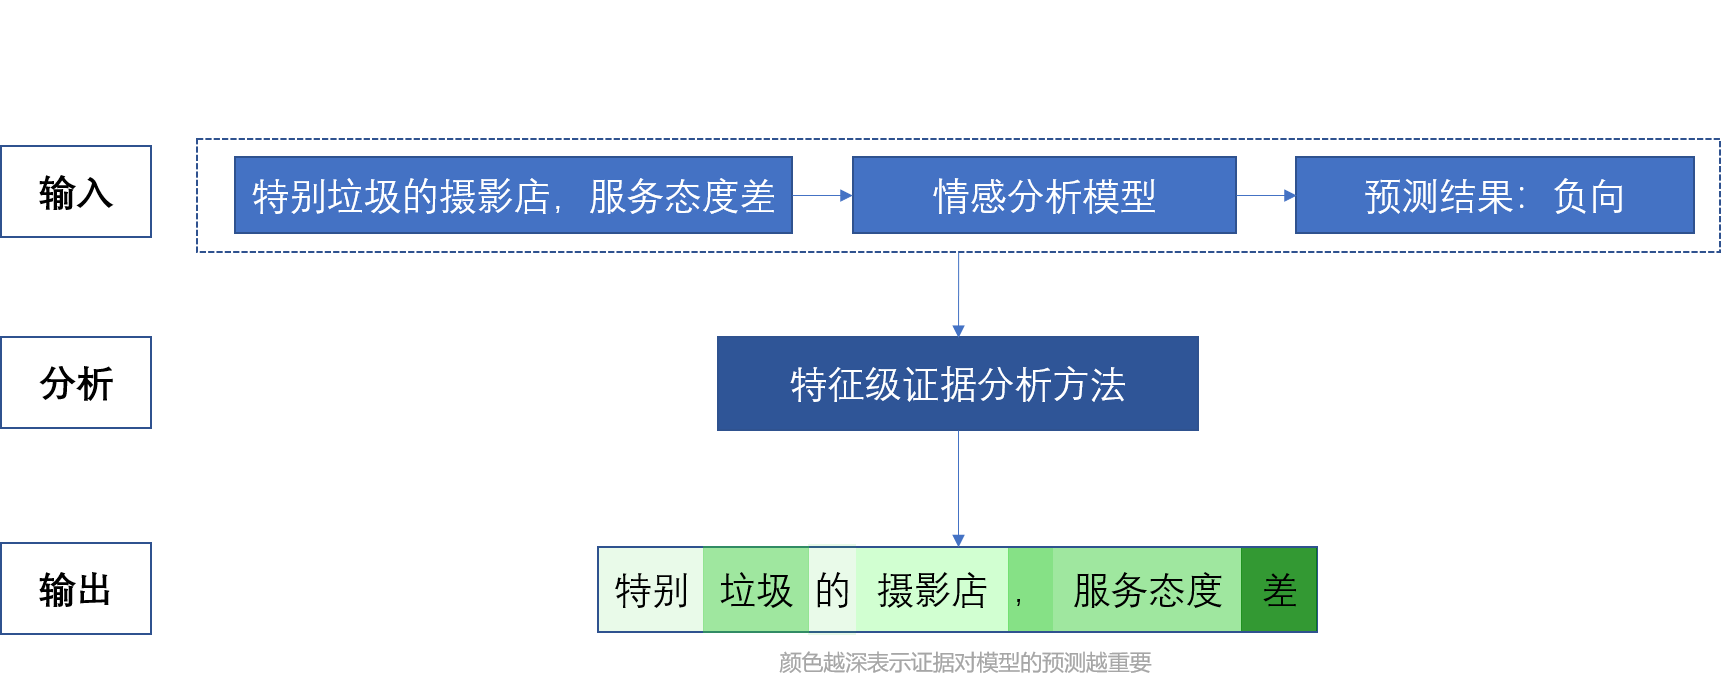 输入
特别垃圾的摄影店，服务态度差
情感分析模型
预测结果：负向
分析
特征级证据分析方法
输出
特别 垃圾 的 摄影店 ， 服务态度 差
颜色越深表示证据对模型的预测越重要